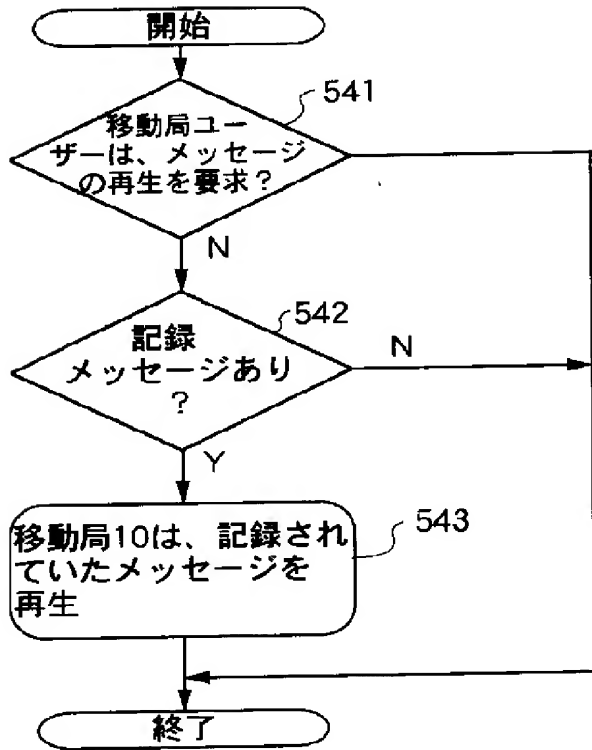 開始
541
移動局ユー
ザーは、メッセージ
の再生を要求？
N
542
記録
メッセージあり
？
N
Y
543
移動局10は、記録され
ていたメッセージを
再生
終了